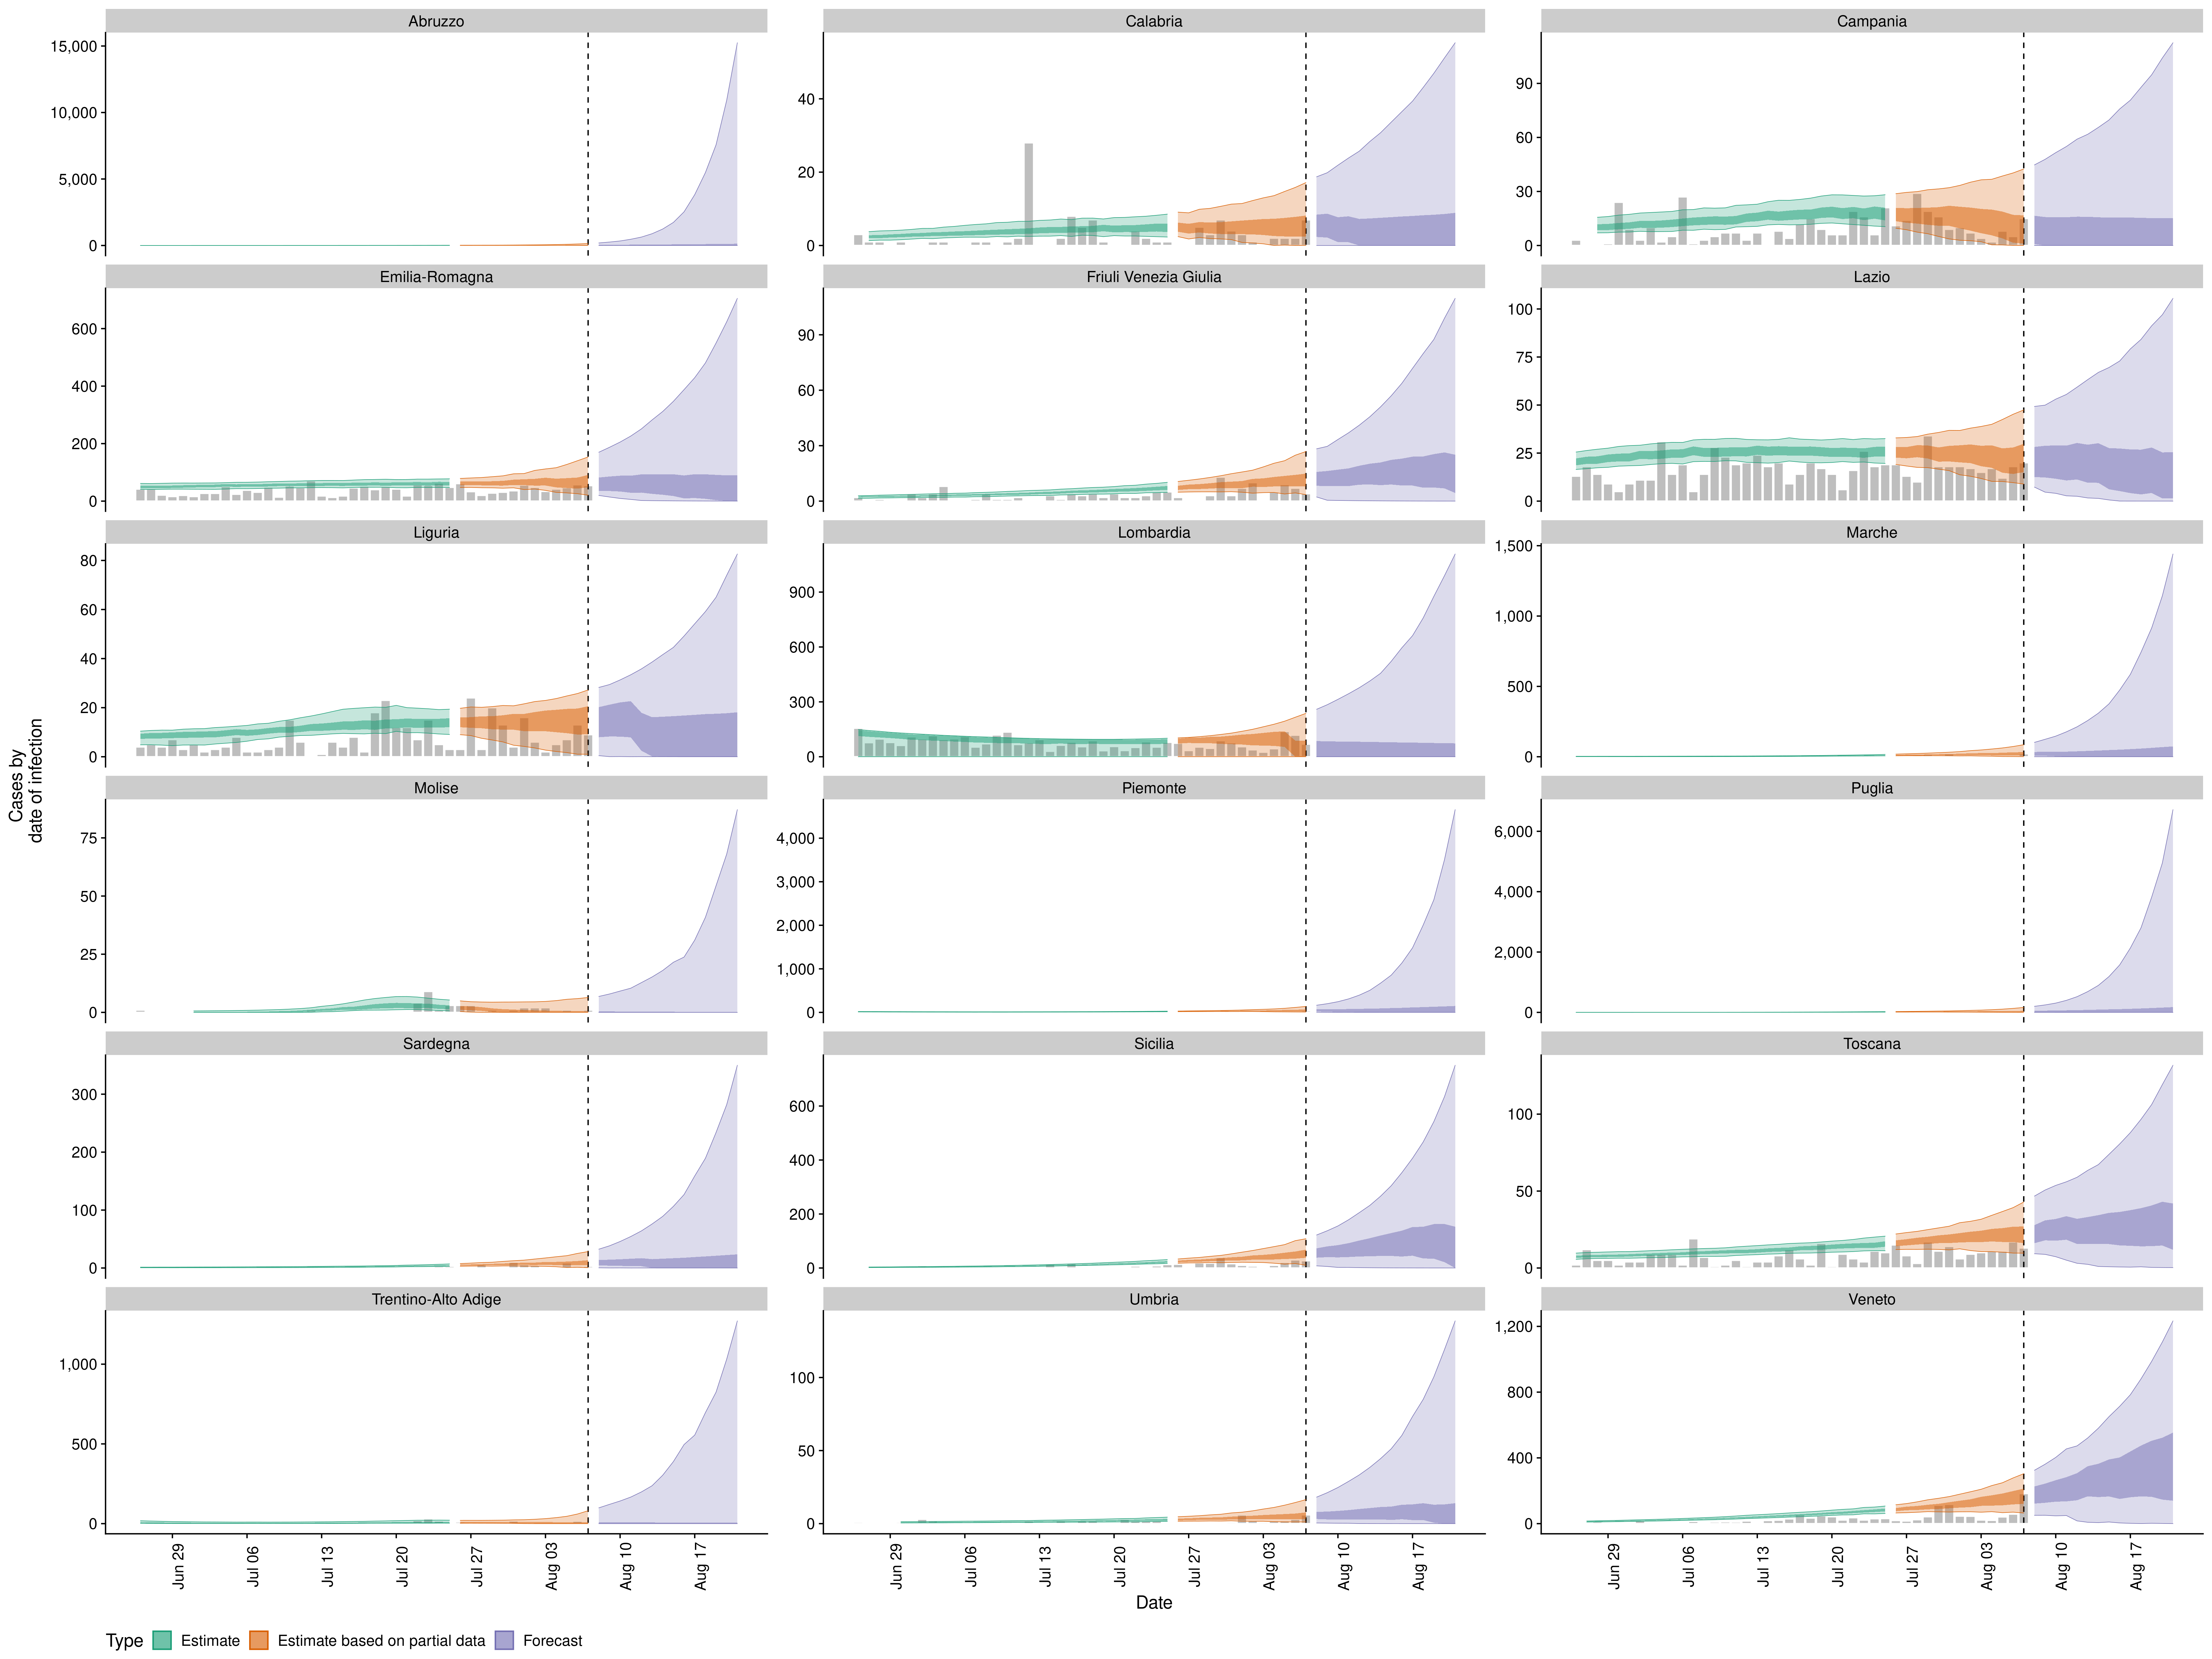 Abruzzo
Calabria
Campania
15,000
10,000
5,000
0
40
20
0
90
60
30
0
Emilia-Romagna
Friuli Venezia Giulia
Lazio
600
400
200
0
90
60
30
0
100
75
50
25
0
Liguria
Lombardia
Marche
80
60
40
20
0
900
600
300
0
1,500
1,000
500
0
Molise
Piemonte
Puglia
75
50
25
0
4,000
3,000
2,000
1,000
0
6,000
4,000
2,000
0
Sardegna
Sicilia
Toscana
300
200
100
0
600
400
200
0
100
50
0
Trentino-Alto Adige
Umbria
Veneto
1,000
500
0
100
50
0
1,200
800
400
0
Jun 29
Jul 06
Jul 13
Jul 20
Jul 27
Aug 03
Aug 10
Aug 17
Jun 29
Jul 06
Jul 13
Jul 20
Jul 27
Aug 03
Aug 10
Aug 17
Jun 29
Jul 06
Jul 13
Jul 20
Jul 27
Aug 03
Aug 10
Aug 17
Cases by
date of infection
Date
Type
Estimate
Estimate based on partial data
Forecast